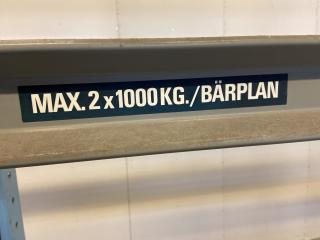 MAX. 2 x 1000 KG./BÄRPLAN